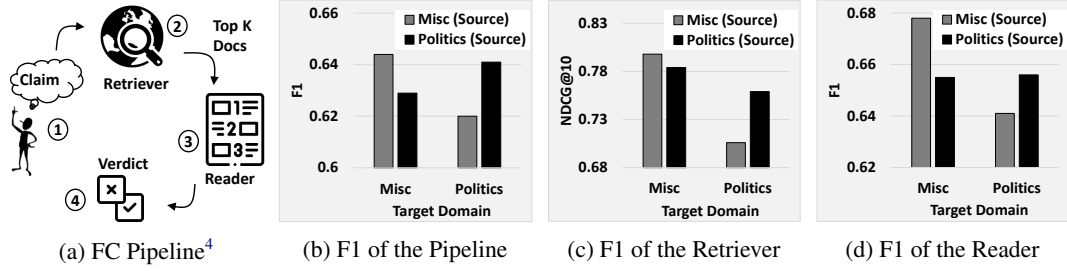 Claim
1
2
Retriever
Top K
Docs
1
2
3
3
Reader
Verdict
4
(a) FC Pipeline4
0.66
0.64
0.62
0.6
F1
Misc (Source)
Politics (Source)
Misc Politics
Target Domain
(b) F1 of the Pipeline
0.83
0.78
0.73
0.68
NDCG@10
Misc (Source)
Politics (Source)
Misc Politics
Target Domain
(c) F1 of the Retriever
0.68
0.66
0.64
0.62
F1
Misc (Source)
Politics (Source)
Misc Politics
Target Domain
(d) F1 of the Reader